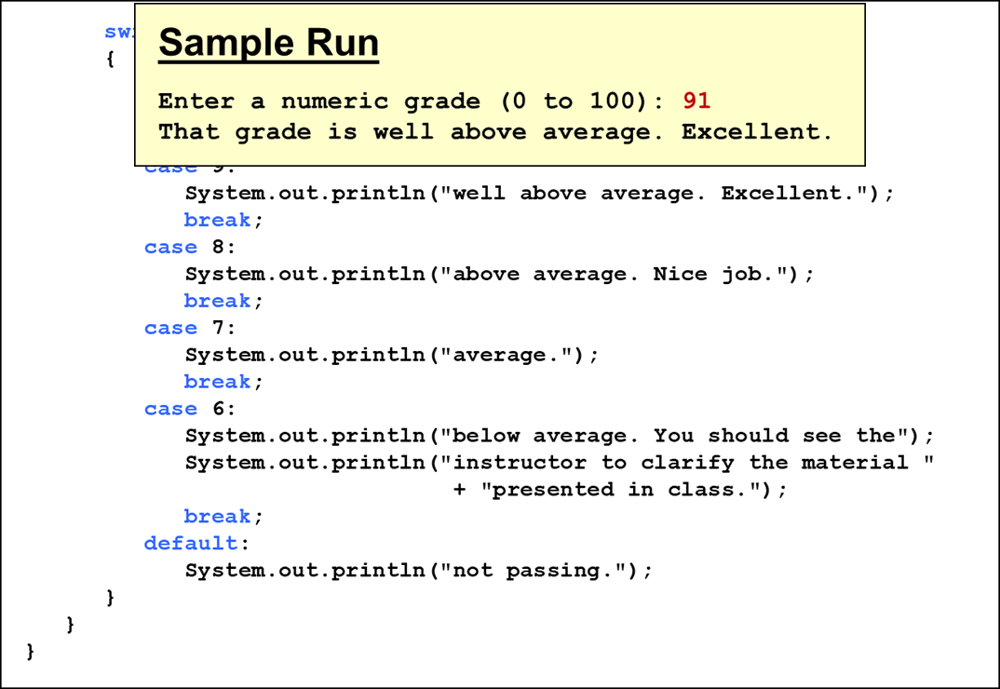 Sample Run
Enter a numeric grade (0 to 100): 91
That grade is well above average. Excellent.
{
case 9:
System.out.println("well above average. Excellent.");
break;
case 8:
System.out.println("above average. Nice job.");
break;
case 7:
System.out.println("average.");
break;
case 6:
System.out.println("below average. You should see the");
System.out.println("instructor to clarify the material "
+ "presented in class.");
break;
default:
System.out.println("not passing.");
}
}
}